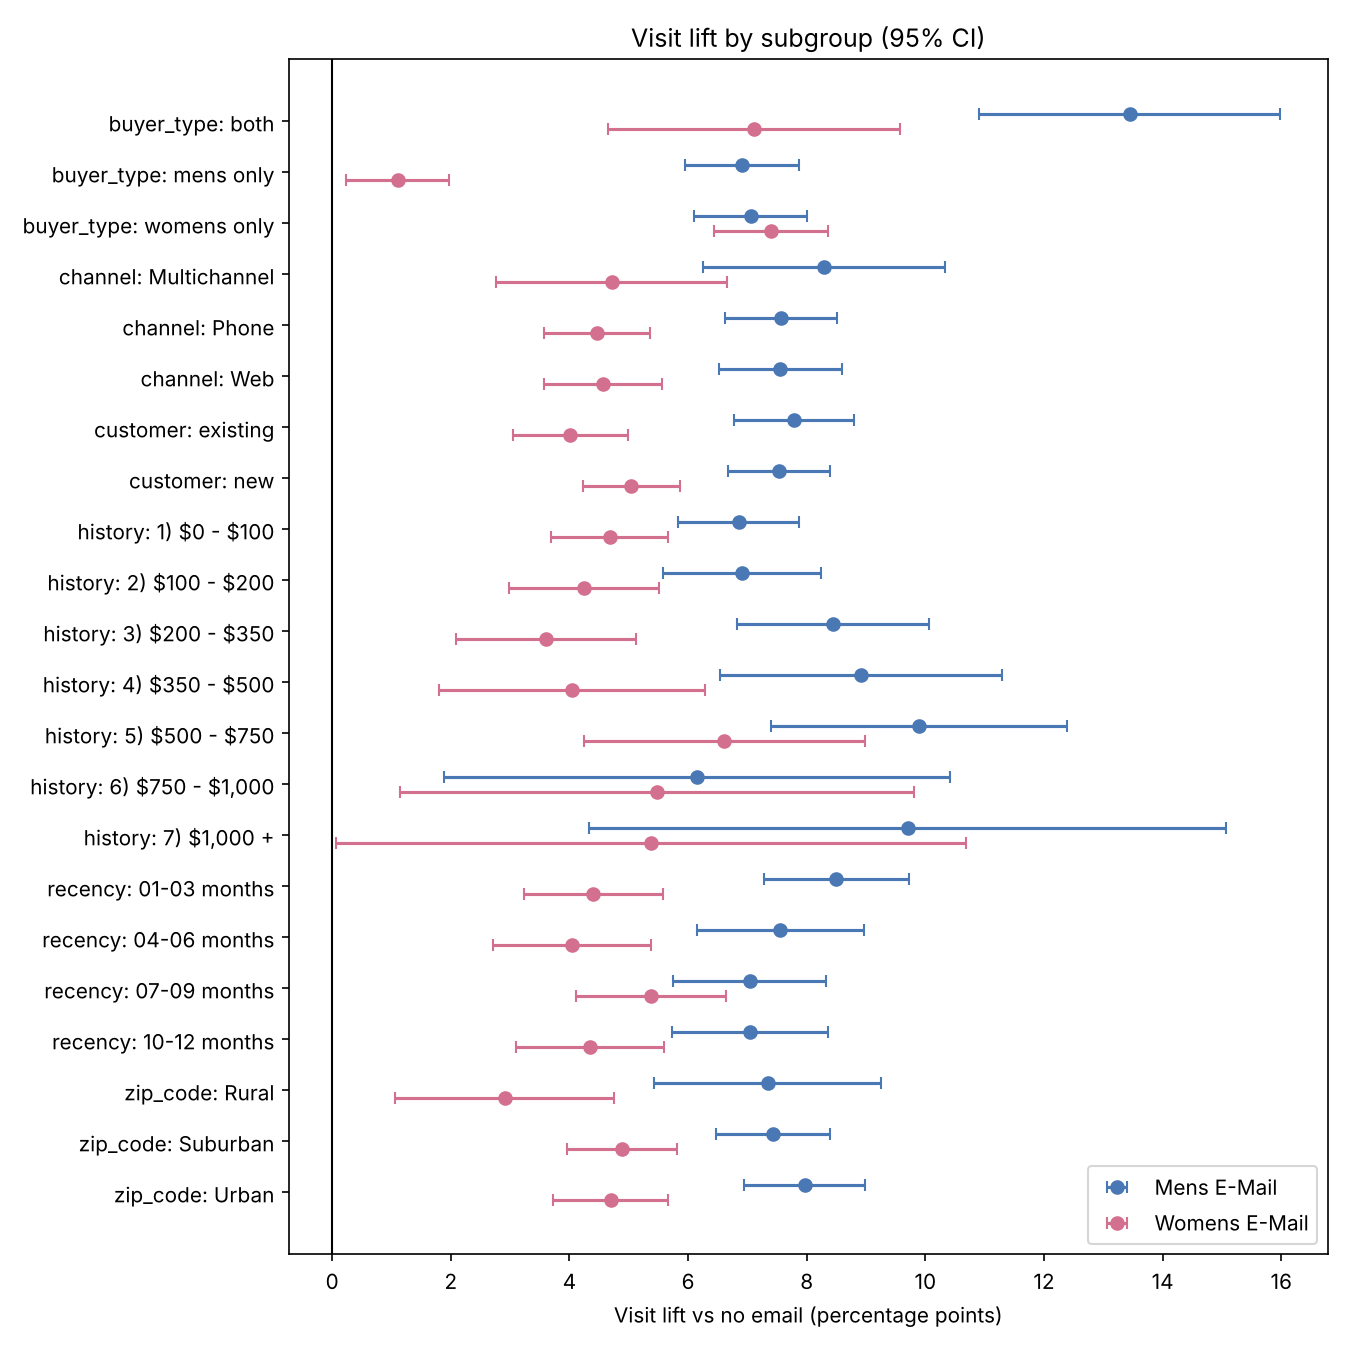 Visit lift by subgroup (95% CI)
buyer_type: both
buyer_type: mens only
buyer_type: womens only
channel: Multichannel
channel: Phone
channel: Web
customer: existing
customer: new
history: 1) $0 - $100
history: 2) $100 - $200
history: 3) $200 - $350
history: 4) $350 - $500
history: 5) $500 - $750
history: 6) $750 - $1,000
history: 7) $1,000 +
recency: 01-03 months
recency: 04-06 months
recency: 07-09 months
recency: 10-12 months
zip_code: Rural
zip_code: Suburban
zip_code: Urban
Mens E-Mail
Womens E-Mail
0 2 4 6 8 10 12 14 16
Visit lift vs no email (percentage points)